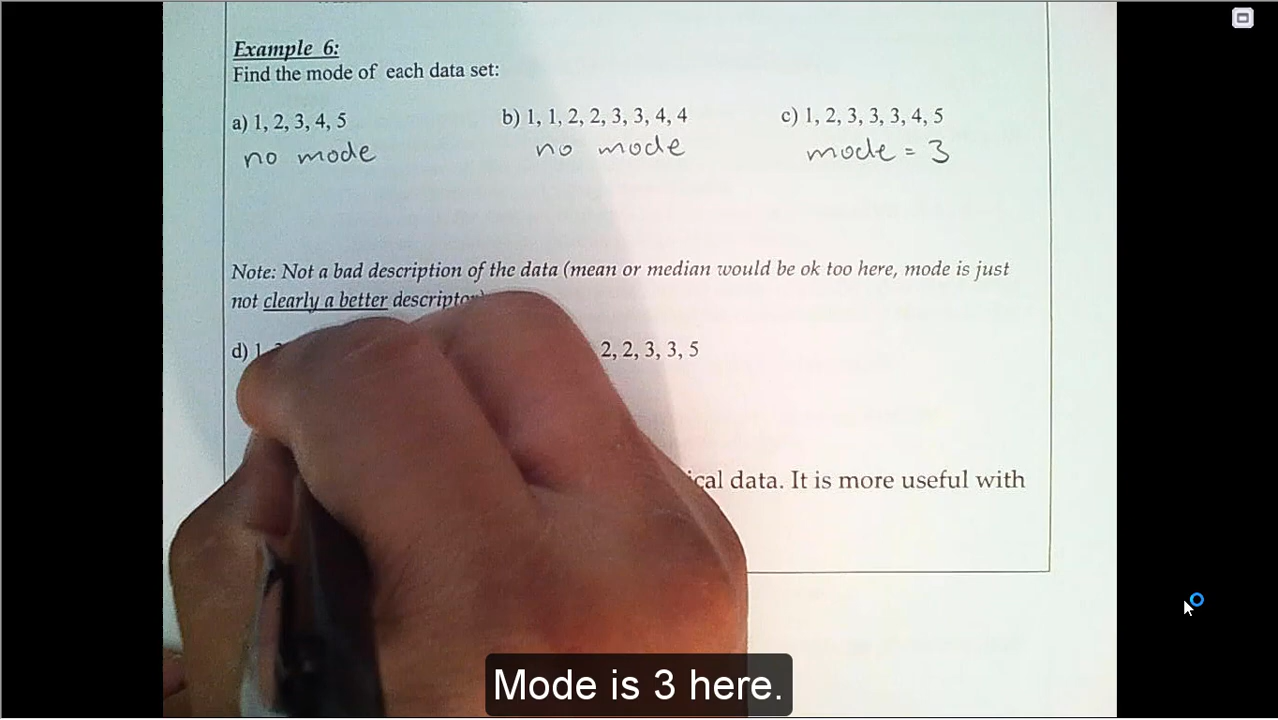 Example 6:
Find the mode of each data set:
a) 1, 2, 3, 4, 5
b) 1, 1, 2, 2, 3, 3, 4, 4
c) 1, 2, 3, 3, 3, 4, 5
no mode
no mode
mode = 3
Note: Not a bad description of the data (mean or median would be ok too here, mode is just
not clearly a better descriptor)
d) 1,
2, 2, 3, 3, 5
data. It is more useful with
Mode is 3 here.